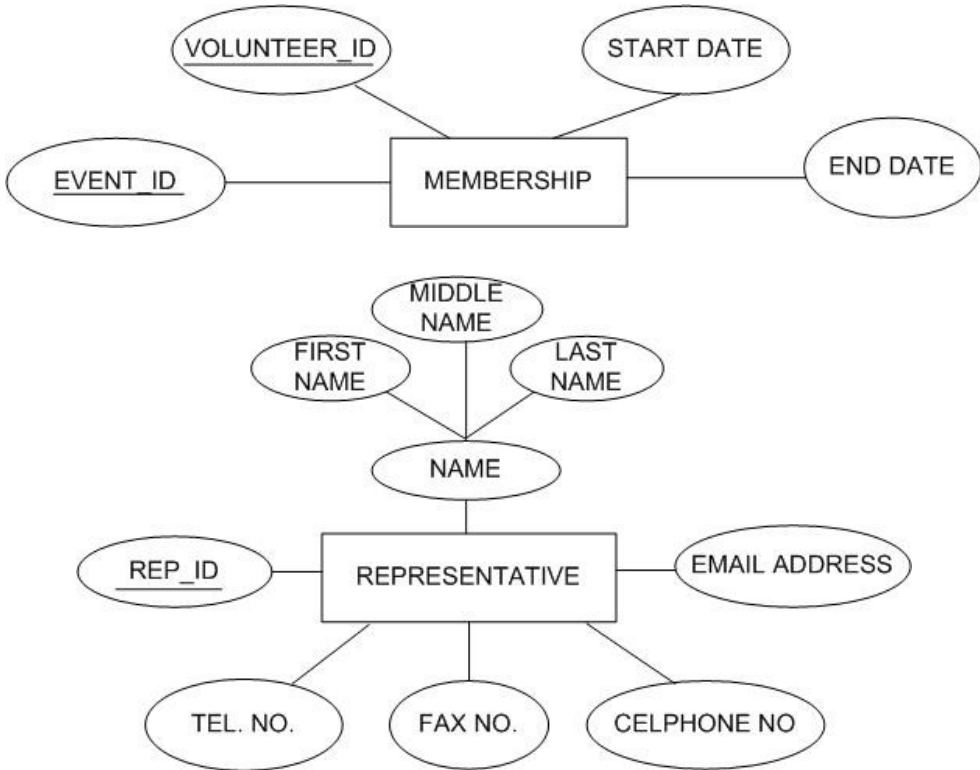 VOLUNTEER_ID
START DATE
EVENT_ID
MEMBERSHIP
END DATE
MIDDLE
NAME
FIRST
NAME
LAST
NAME
NAME
REP_ID
REPRESENTATIVE
EMAIL ADDRESS
TEL. NO.
FAX NO.
CELPHONE NO